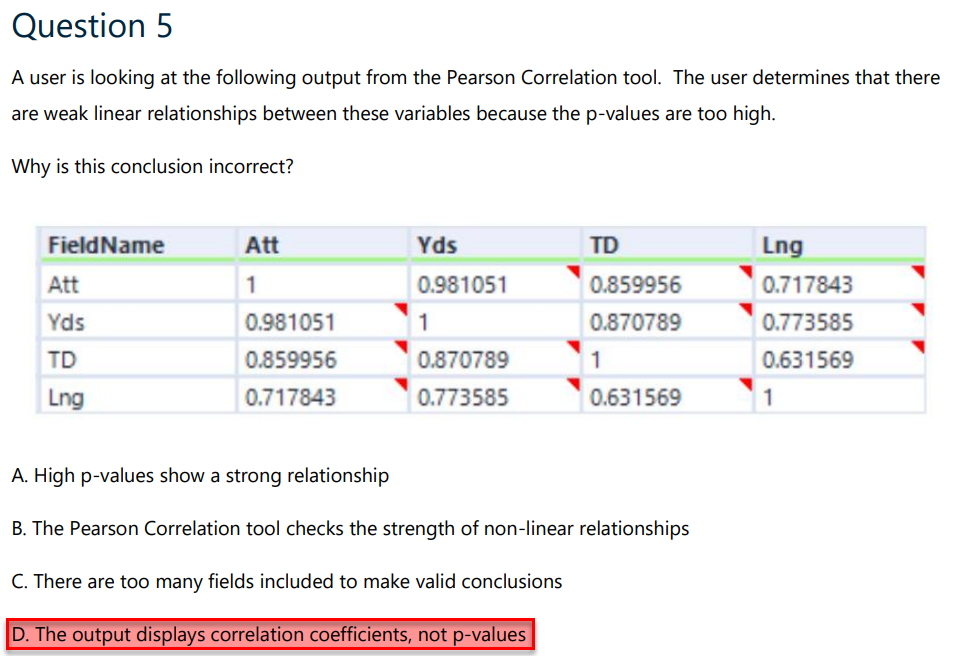 Question 5
A user is looking at the following output from the Pearson Correlation tool. The user determines that there
are weak linear relationships between these variables because the p-values are too high.
Why is this conclusion incorrect?
FieldName Att Yds TD Lng
Att 1 0.981051 0.859956 0.717843
Yds 0.981051 1 0.870789 0.773585
TD 0.859956 0.870789 1 0.631569
Lng 0.717843 0.773585 0.631569 1
A. High p-values show a strong relationship
B. The Pearson Correlation tool checks the strength of non-linear relationships
C. There are too many fields included to make valid conclusions
D. The output displays correlation coefficients, not p-values